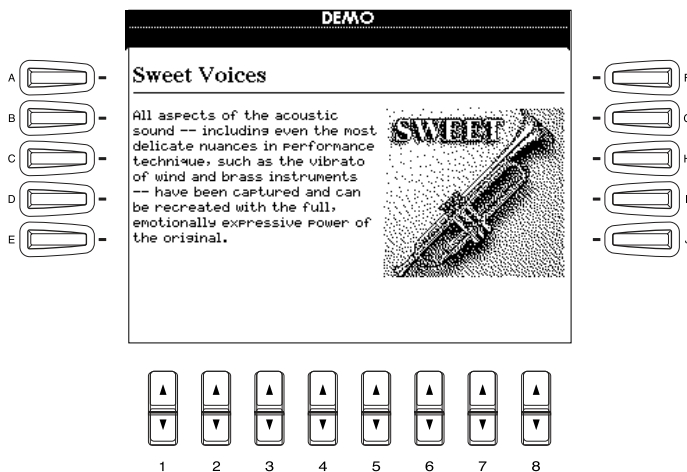 DEMO
Sweet Voices
All aspects of the acoustic
sound -- including even the most
delicate nuances in performance
technique, such as the vibrato
of wind and brass instruments
-- have been captured and can
be recreated with the full,
emotionally expressive power of
the original.
SWEET
A
B
C
D
E
F
G
H
I
J
1 2 3 4 5 6 7 8